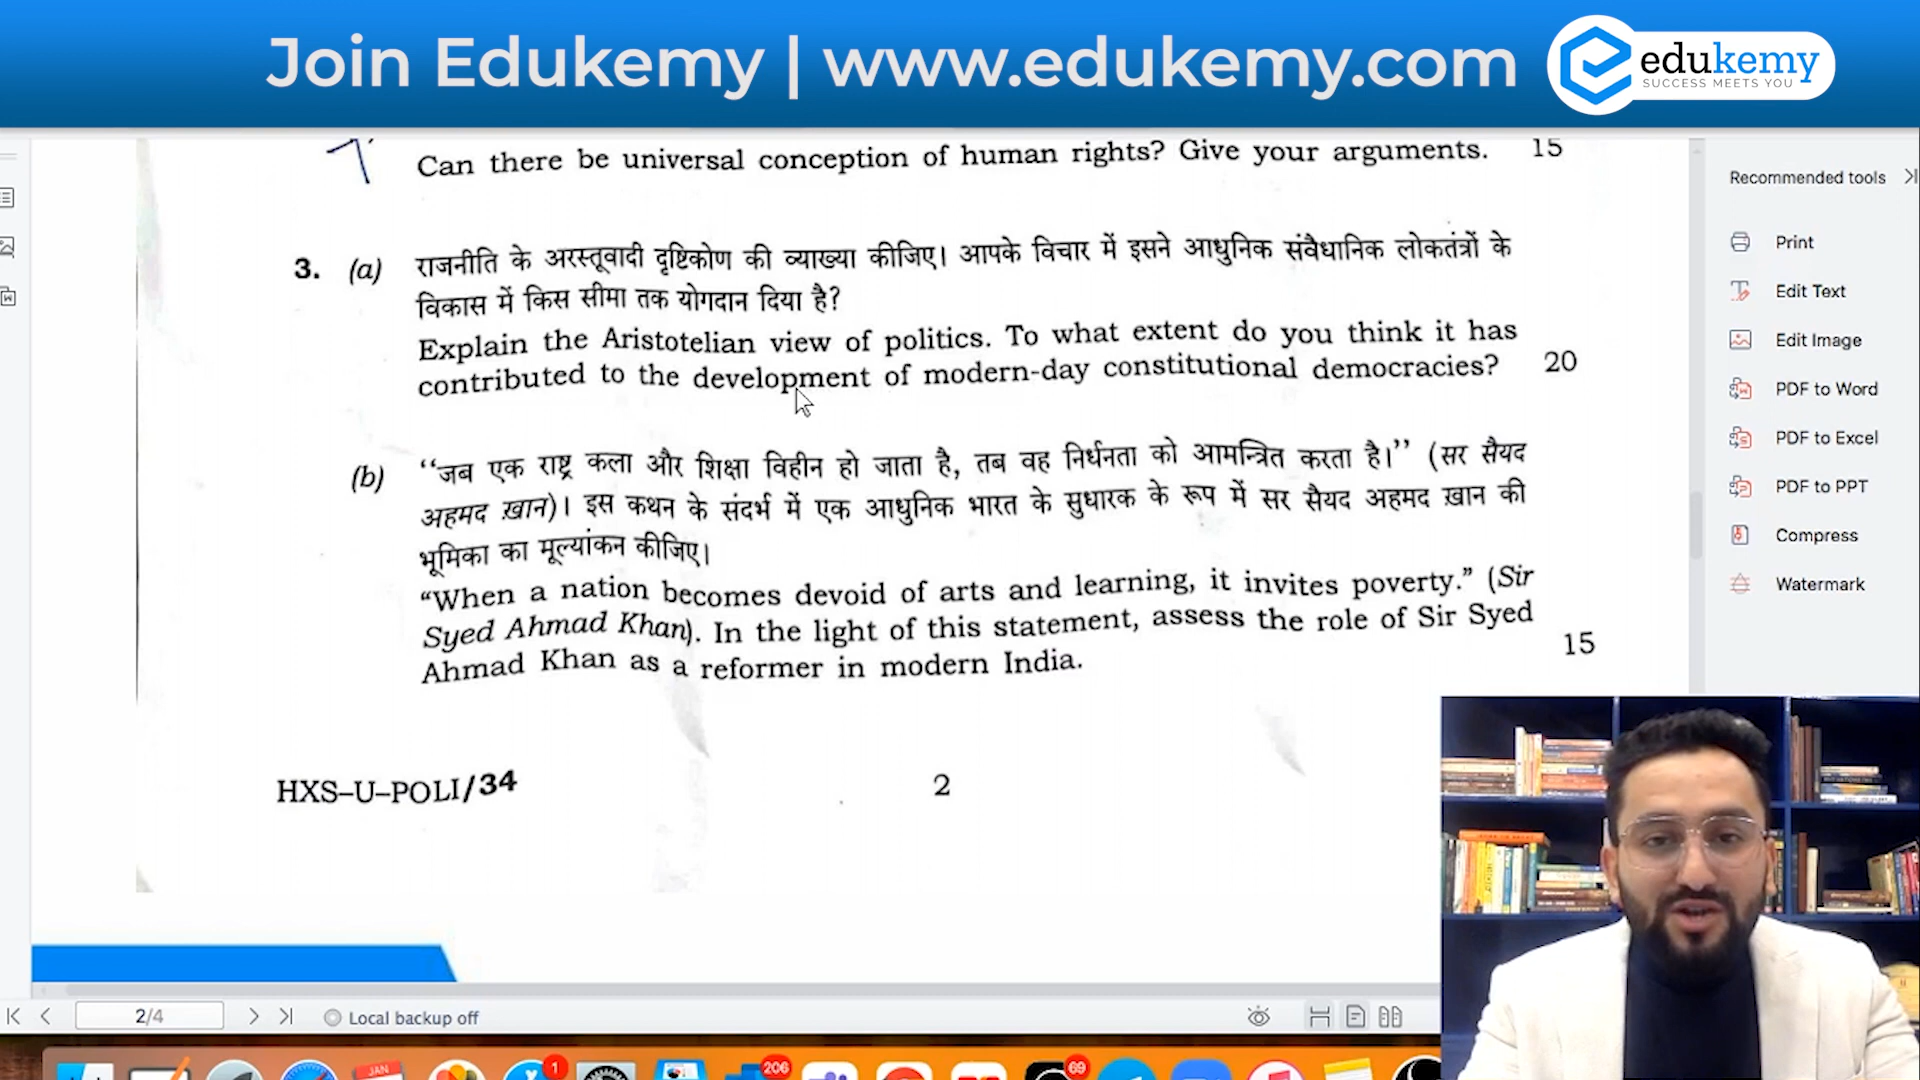 Join Edukemy | www.edukemy.com
edukemy
SUCCESS MEETS YOU
Can there be universal conception of human rights? Give your arguments. 15
3. (a) राजनीति के अरस्तूवादी दृष्टिकोण की व्याख्या कीजिए। आपके विचार में इसने आधुनिक संवैधानिक लोकतंत्रों के
विकास में किस सीमा तक योगदान दिया है?
Explain the Aristotelian view of politics. To what extent do you think it has
contributed to the development of modern-day constitutional democracies? 20
(b) ‘‘जब एक राष्ट्र कला और शिक्षा विहीन हो जाता है, तब वह निर्धनता को आमन्त्रित करता है।’’ (सर सैयद
अहमद ख़ान)। इस कथन के संदर्भ में एक आधुनिक भारत के सुधारक के रूप में सर सैयद अहमद ख़ान की
भूमिका का मूल्यांकन कीजिए।
“When a nation becomes devoid of arts and learning, it invites poverty.” (Sir
Syed Ahmad Khan). In the light of this statement, assess the role of Sir Syed
Ahmad Khan as a reformer in modern India. 15
HXS–U–POLI/34 2
Recommended tools
Print
Edit Text
Edit Image
PDF to Word
PDF to Excel
PDF to PPT
Compress
Watermark
2/4
Local backup off
JAN
1
206
69